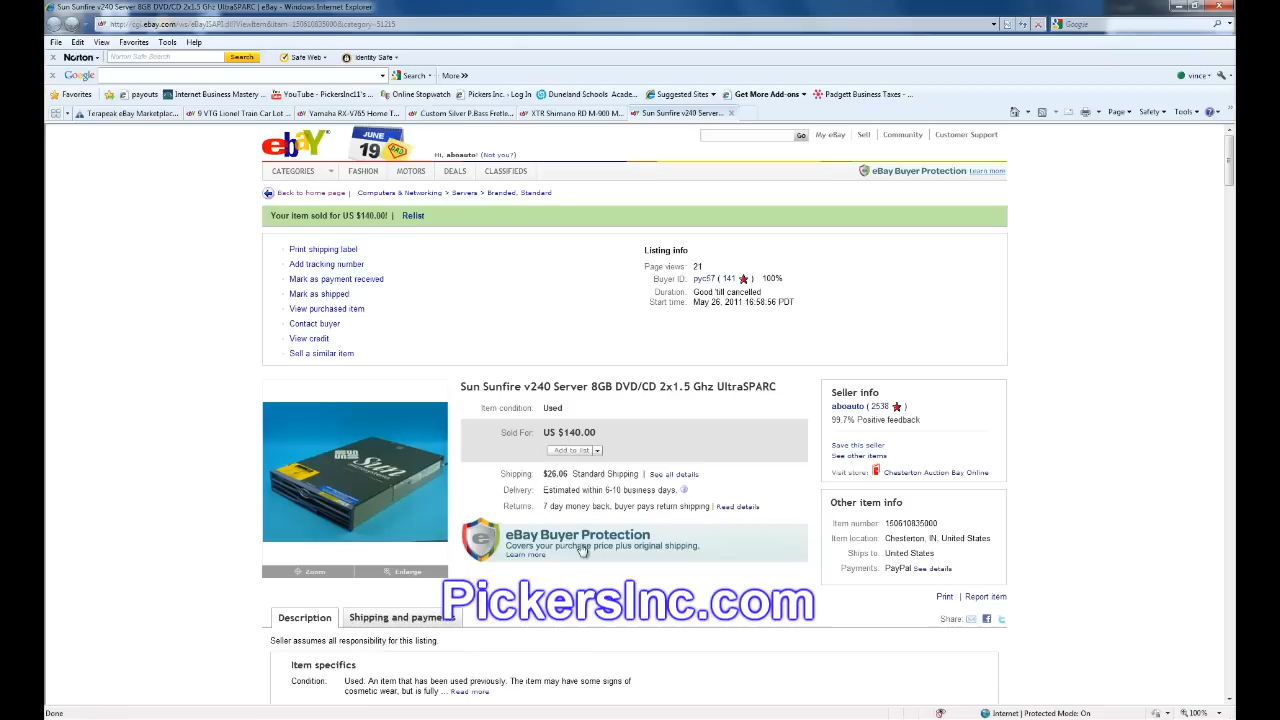 Sun Sunfire v240 Server 8GB DVD/CD 2x1.5 Ghz UltraSPARC | eBay - Windows Internet Explorer
http://cgi.ebay.com/ws/eBayISAPI.dll?ViewItem&item=150610835000&category=51215
Google
File Edit View Favorites Tools Help
Norton Norton Safe Search Search Safe Web Identity Safe
Google Search More >> vince
Favorites payouts Internet Business Mastery ... YouTube - PickersInc11's ... Online Stopwatch Pickers Inc. › Log In Duneland Schools Acade... Suggested Sites Get More Add-ons Padgett Business Taxes - ...
Terapeak eBay Marketplac... 9 VTG Lionel Train Car Lot ... Yamaha RX-V765 Home T... Custom Silver P.Bass Fretle... XTR Shimano RD M-900 M... Sun Sunfire v240 Server... Page Safety Tools
ebay JUNE 19 Go My eBay Sell Community Customer Support
Hi, aboauto! (Not you?)
CATEGORIES FASHION MOTORS DEALS CLASSIFIEDS eBay Buyer Protection Learn more
Back to home page | Computers & Networking > Servers > Branded, Standard
Your item sold for US $140.00! | Relist
Print shipping label
Add tracking number
Mark as payment received
Mark as shipped
View purchased item
Contact buyer
View credit
Sell a similar item
Listing info
Page views: 21
Buyer ID: pyc57 ( 141 ) 100%
Duration: Good 'till cancelled
Start time: May 26, 2011 16:58:56 PDT
Sun
Zoom Enlarge
Sun Sunfire v240 Server 8GB DVD/CD 2x1.5 Ghz UltraSPARC
Item condition: Used
Sold For: US $140.00
Add to list
Shipping: $26.06 Standard Shipping | See all details
Delivery: Estimated within 6-10 business days.
Returns: 7 day money back, buyer pays return shipping | Read details
eBay Buyer Protection
Covers your purchase price plus original shipping.
Learn more
Seller info
aboauto ( 2538 )
99.7% Positive feedback
Save this seller
See other items
Visit store: Chesterton Auction Bay Online
Other item info
Item number: 150610835000
Item location: Chesterton, IN, United States
Ships to: United States
Payments: PayPal See details
Print | Report item
PickersInc.com
Description Shipping and payments
Share:
Seller assumes all responsibility for this listing.
Item specifics
Condition: Used: An item that has been used previously. The item may have some signs of
cosmetic wear, but is fully ... Read more
Done Internet | Protected Mode: On 100%